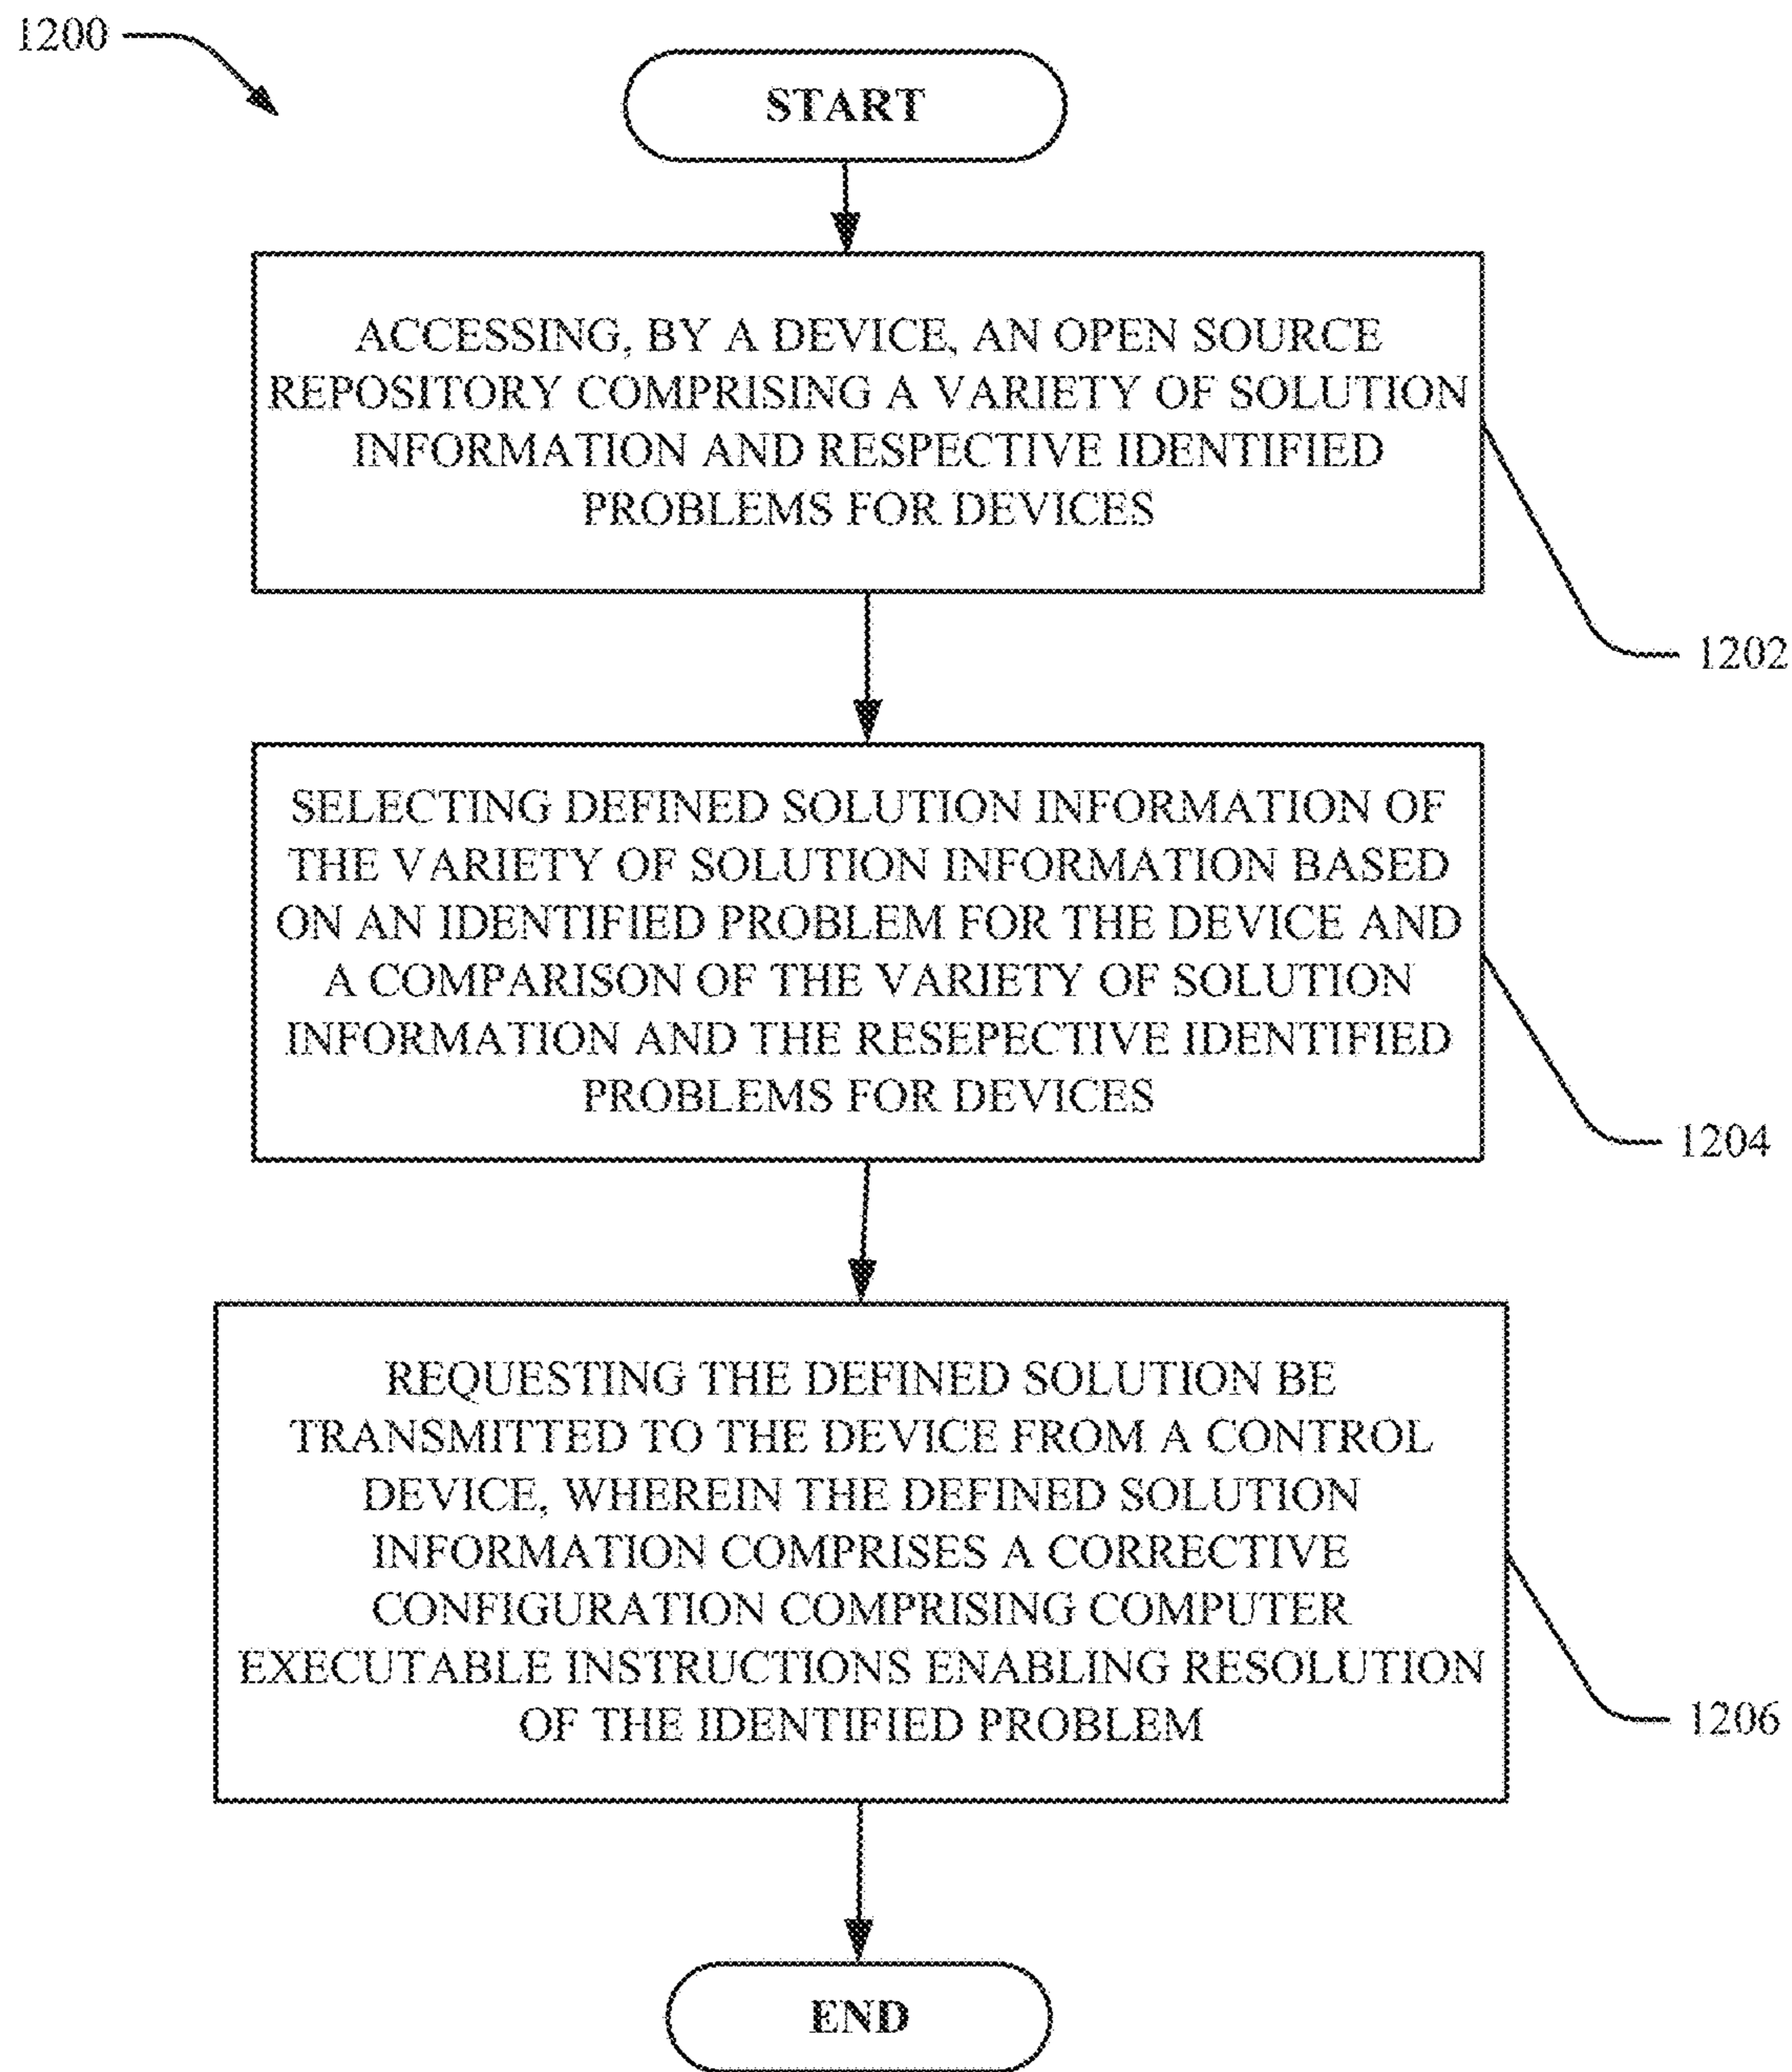 1200
START
ACCESSING, BY A DEVICE, AN OPEN SOURCE
REPOSITORY COMPRISING A VARIETY OF SOLUTION
INFORMATION AND RESPECTIVE IDENTIFIED
PROBLEMS FOR DEVICES
1202
SELECTING DEFINED SOLUTION INFORMATION OF
THE VARIETY OF SOLUTION INFORMATION BASED
ON AN IDENTIFIED PROBLEM FOR THE DEVICE AND
A COMPARISON OF THE VARIETY OF SOLUTION
INFORMATION AND THE RESEPECTIVE IDENTIFIED
PROBLEMS FOR DEVICES
1204
REQUESTING THE DEFINED SOLUTION BE
TRANSMITTED TO THE DEVICE FROM A CONTROL
DEVICE, WHEREIN THE DEFINED SOLUTION
INFORMATION COMPRISES A CORRECTIVE
CONFIGURATION COMPRISING COMPUTER
EXECUTABLE INSTRUCTIONS ENABLING RESOLUTION
OF THE IDENTIFIED PROBLEM
1206
END